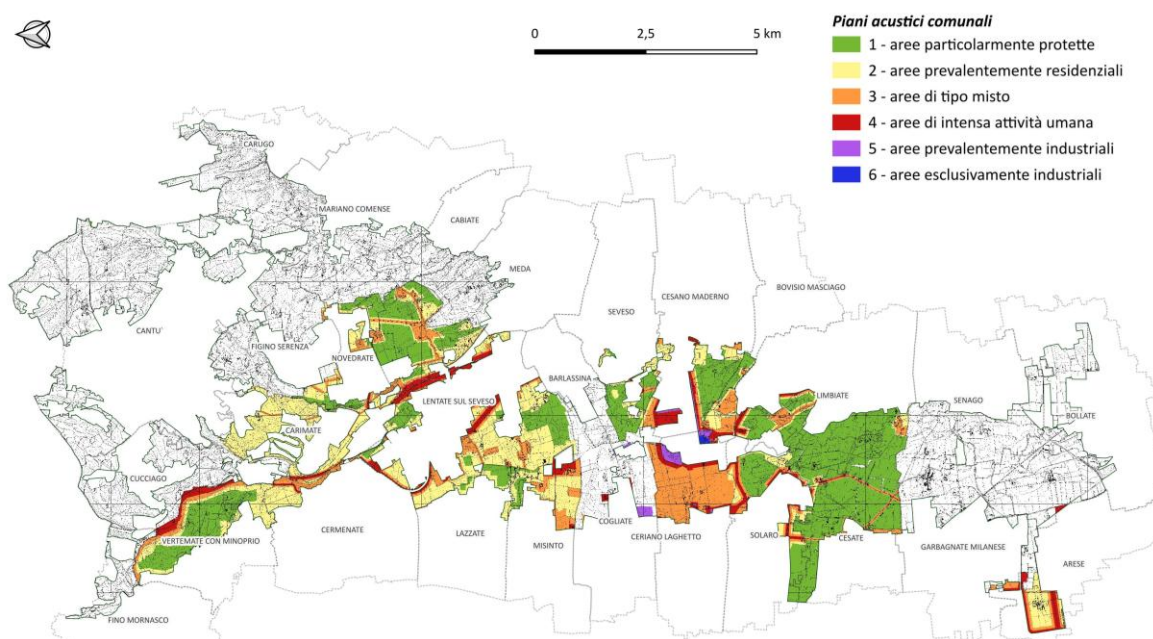 Piani acustici comunali
1 - aree particolarmente protette
2 - aree prevalentemente residenziali
3 - aree di tipo misto
4 - aree di intensa attività umana
5 - aree prevalentemente industriali
6 - aree esclusivamente industriali
0 2,5 5 km
CARUGO
MARIANO COMENSE
CABIATE
MEDA
SEVESO
CESANO MADERNO
BOVISIO MASCIAGO
CANTU'
FIGINO SERENZA
NOVEDRATE
BARLASSINA
LENTATE SUL SEVESO
LIMBIATE
SENAGO
BOLLATE
CARIMATE
CUCCIAGO
CERMENATE
LAZZATE
MISINTO
COGLIATE
CERIANO LAGHETTO
SOLARO
CESATE
GARBAGNATE MILANESE
ARESE
VERTEMATE CON MINOPRIO
FINO MORNASCO